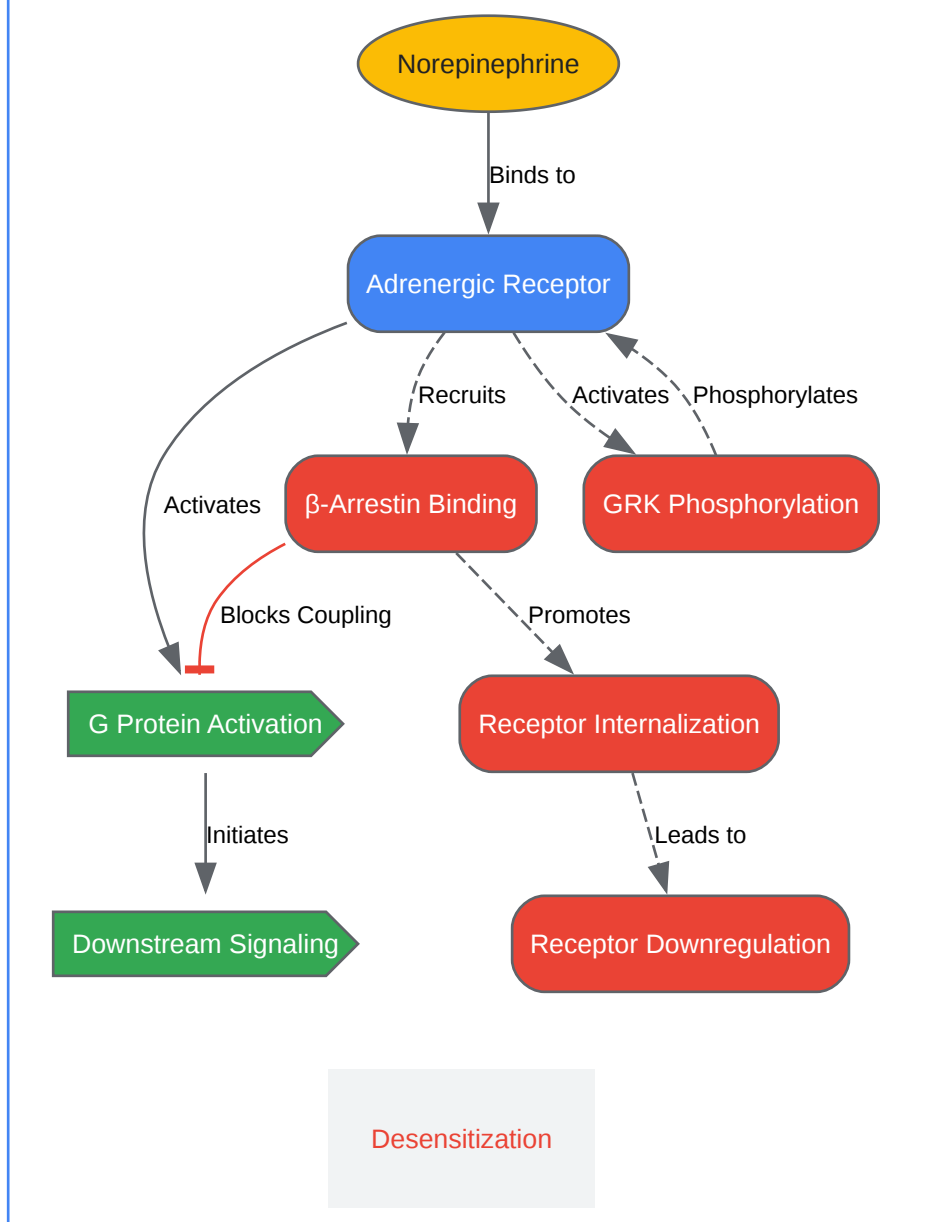 Norepinephrine
Binds to
Adrenergic Receptor
Recruits
Activates
Phosphorylates
Activates
β-Arrestin Binding
GRK Phosphorylation
Blocks Coupling
Promotes
G Protein Activation
Receptor Internalization
Initiates
Leads to
Downstream Signaling
Receptor Downregulation
Desensitization